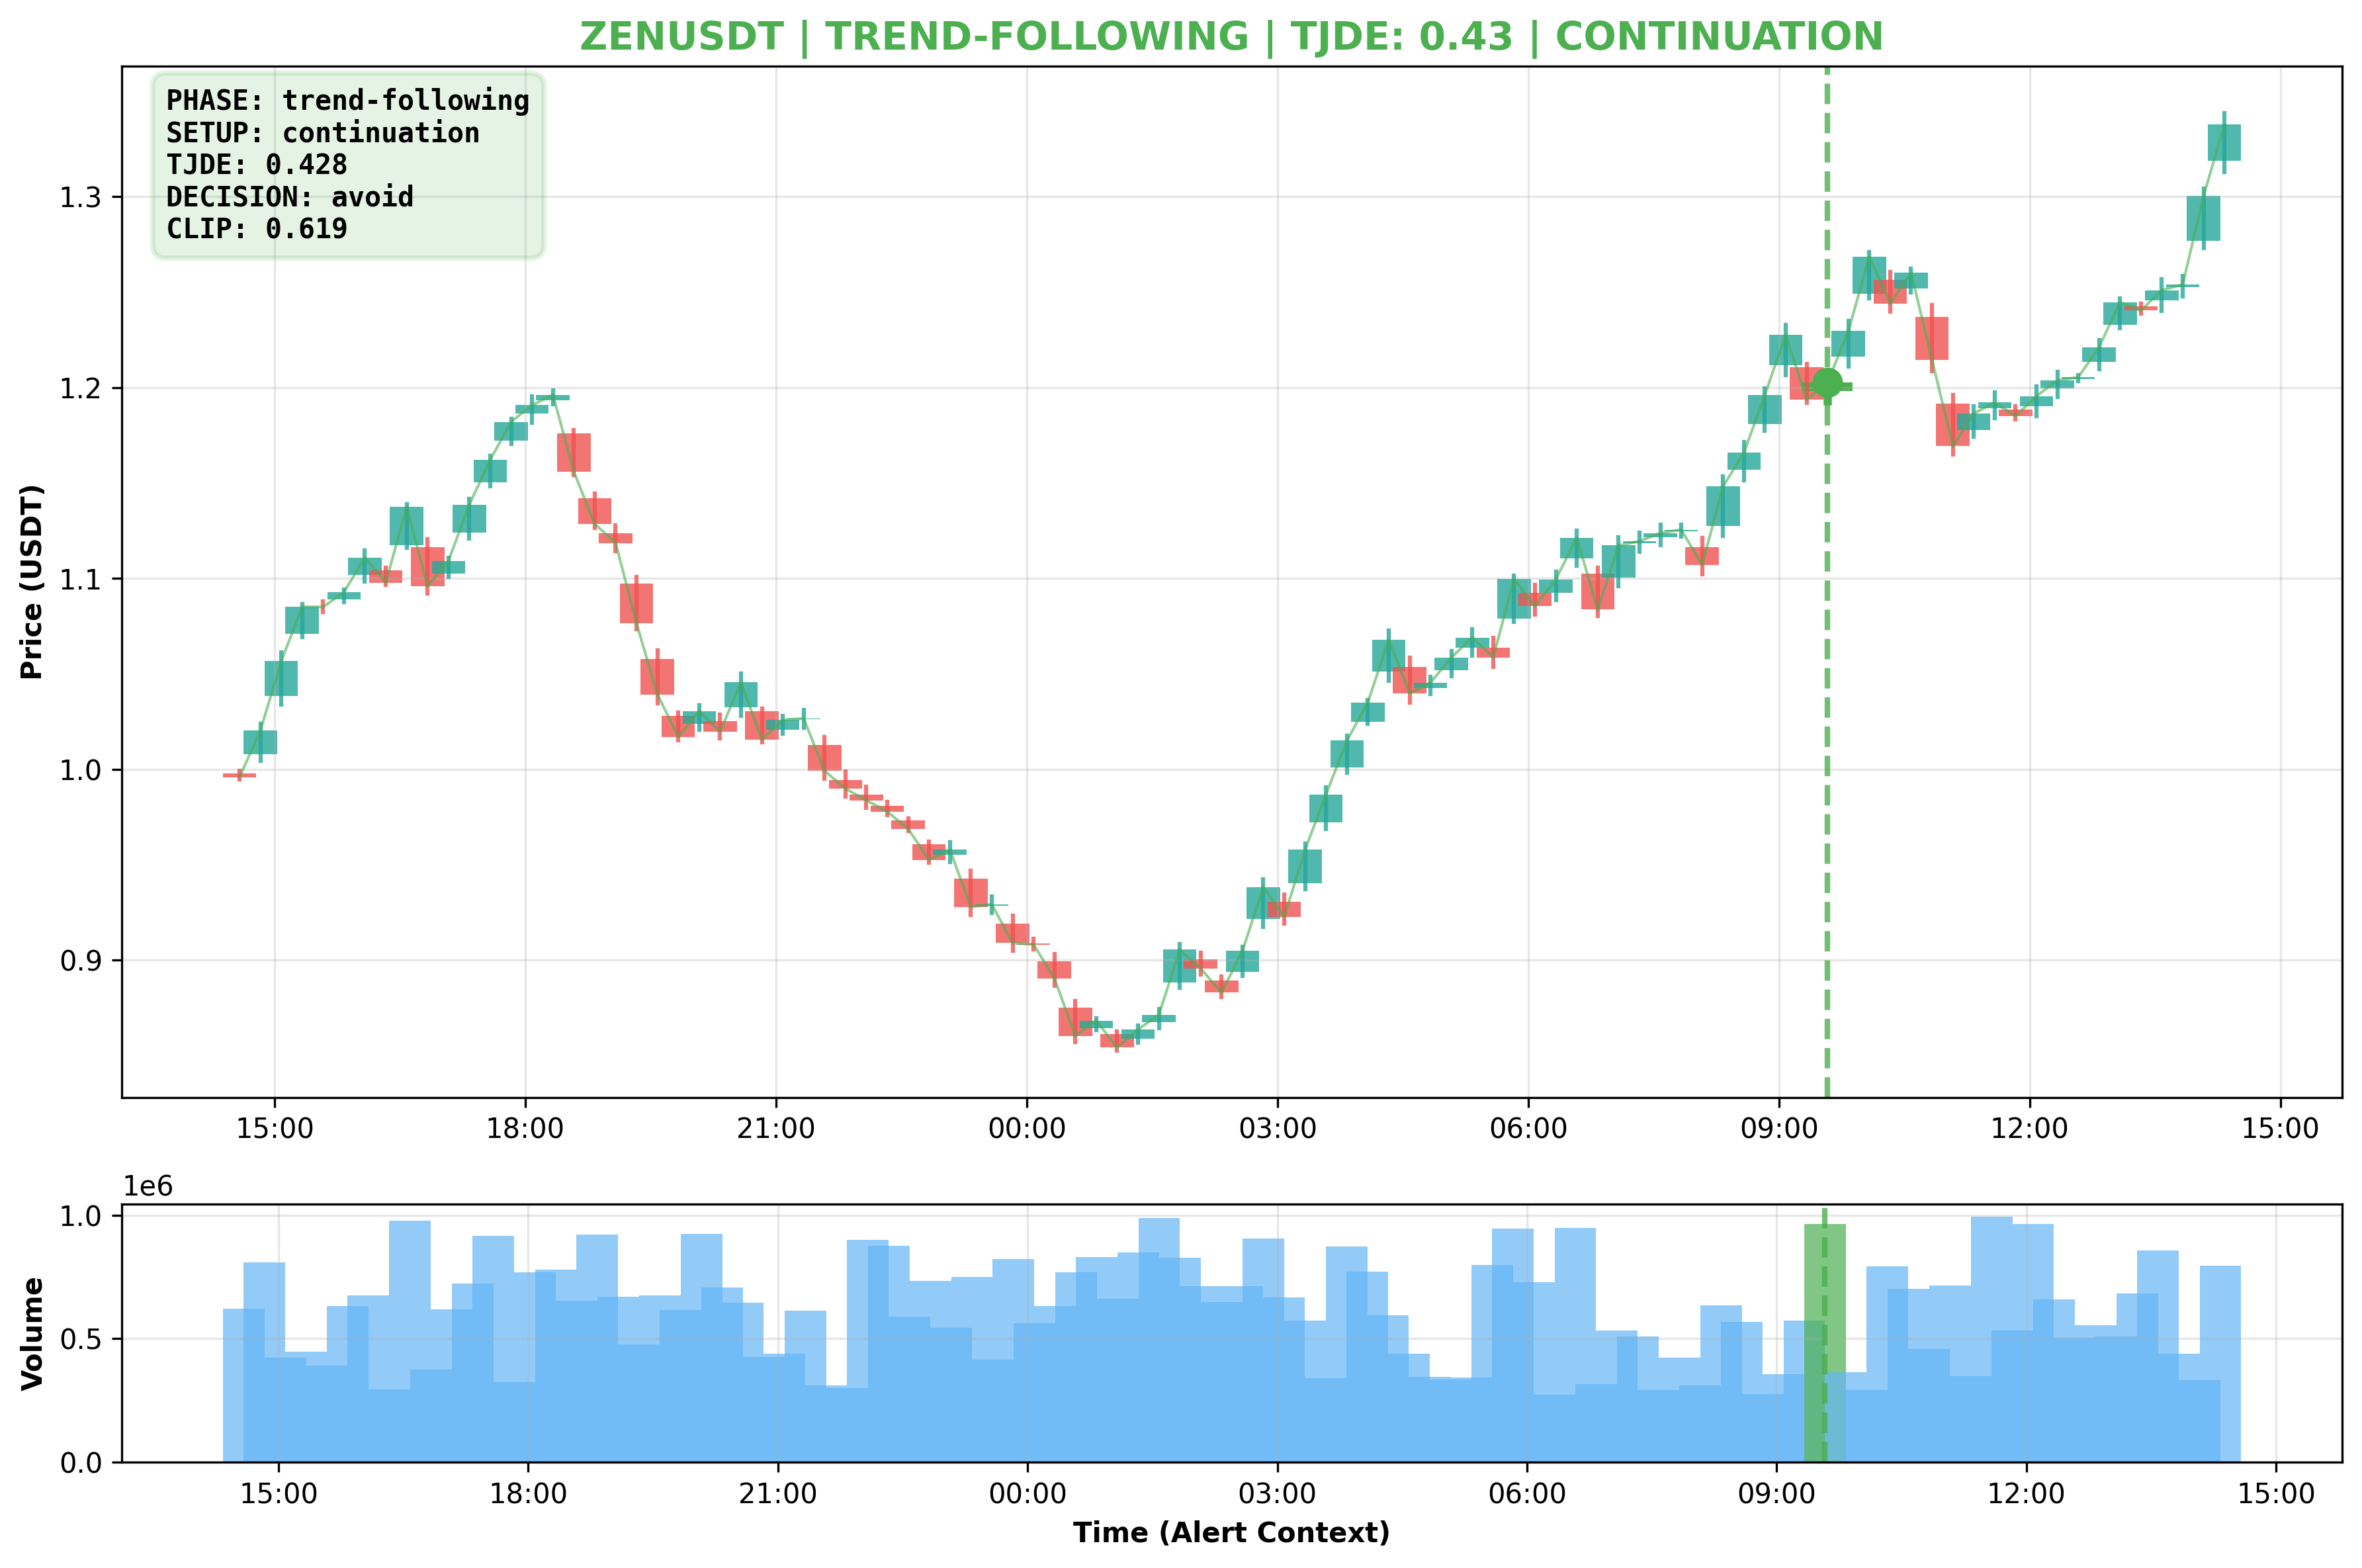 ZENUSDT | TREND-FOLLOWING | TJDE: 0.43 | CONTINUATION
PHASE: trend-following
SETUP: continuation
TJDE: 0.428
DECISION: avoid
CLIP: 0.619
Price (USDT)
1.3
1.2
1.1
1.0
0.9
15:00
18:00
21:00
00:00
03:00
06:00
09:00
12:00
15:00
1e6
Volume
1.0
0.5
0.0
15:00
18:00
21:00
00:00
03:00
06:00
09:00
12:00
15:00
Time (Alert Context)